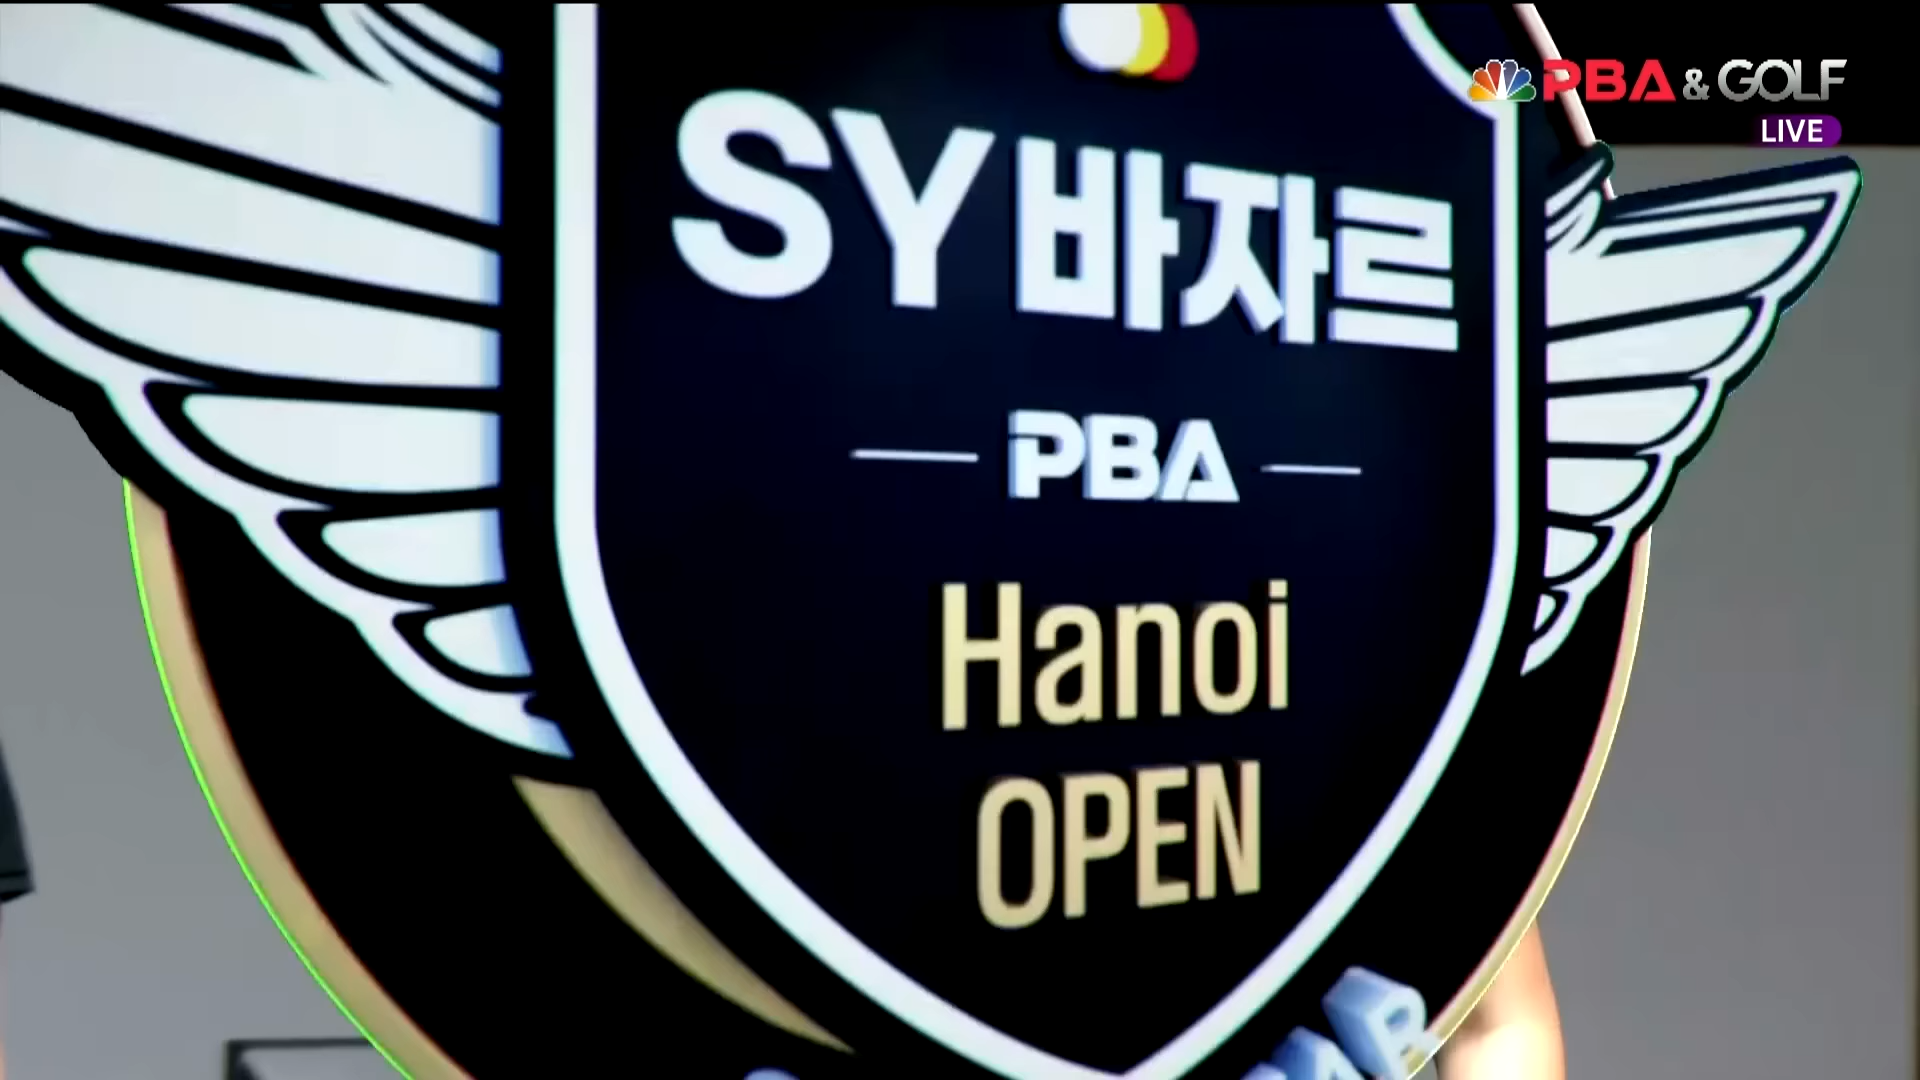 PBA & GOLF
LIVE
SY 바자르
PBA
Hanoi
OPEN